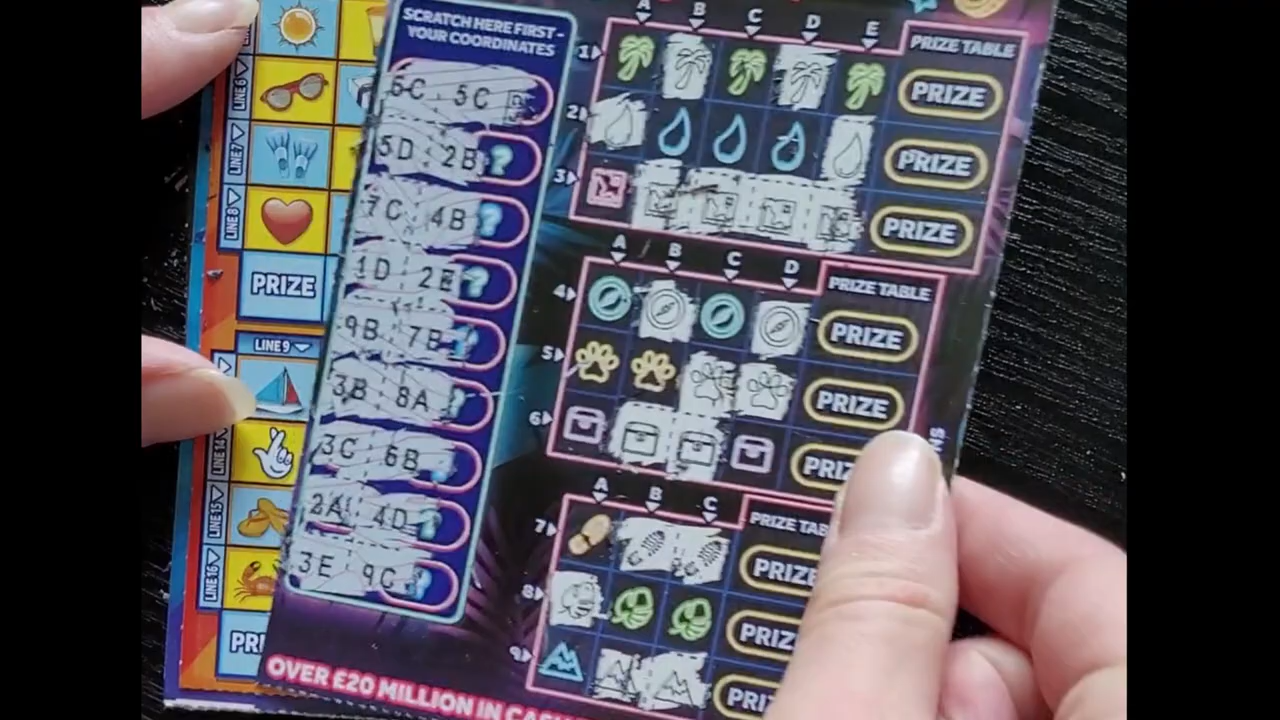 SCRATCH HERE FIRST -
YOUR COORDINATES
6C 5C
5D 2B
7C 4B
1D 2E
9B 7B
3B 8A
3C 6B
2A 4D
3E 9C
A B C D E
PRIZE TABLE
1 PRIZE
2 PRIZE
3 PRIZE
A B C D
PRIZE TABLE
4 PRIZE
5 PRIZE
6
A B C
PRIZE
7 PRIZE
8
9
OVER £20 MILLION IN
LINE 6
LINE 7
LINE 8
PRIZE
LINE 9
LINE 15
LINE 16